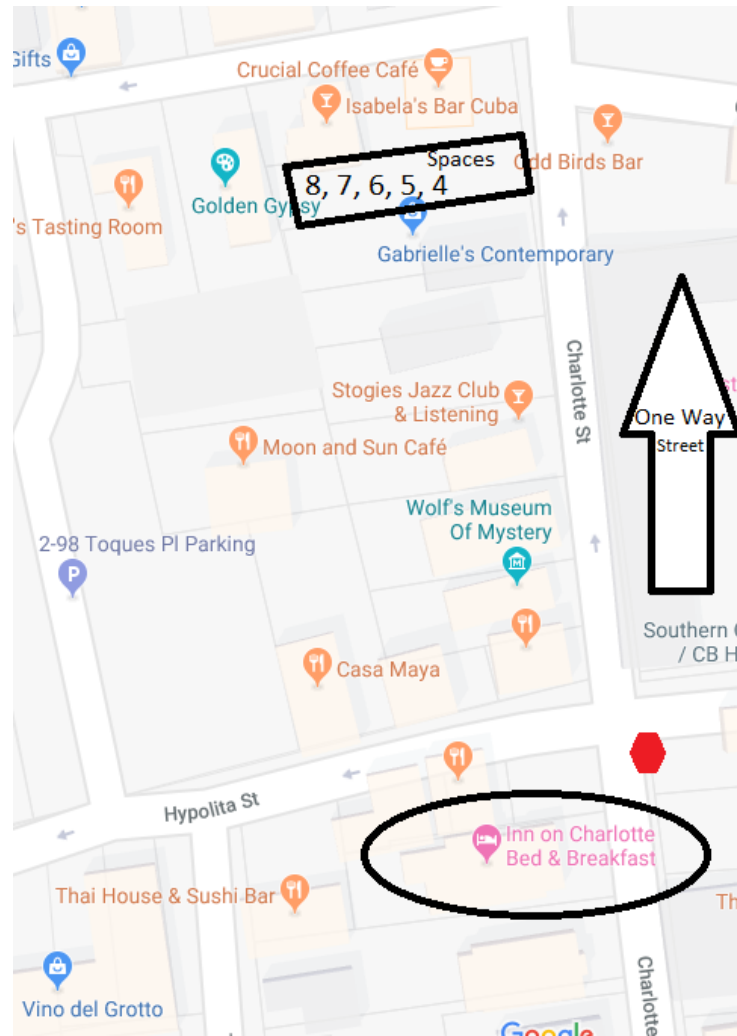 Gifts
Crucial Coffee Café
Isabela's Bar Cuba
Spaces
Odd Birds Bar
8, 7, 6, 5, 4
Golden Gypsy
's Tasting Room
Gabrielle's Contemporary
Charlotte St
Stogies Jazz Club
& Listening
One Way
Street
Moon and Sun Café
Wolf's Museum
Of Mystery
2-98 Toques Pl Parking
P
M
Southern
/ CB H
Casa Maya
Hypolita St
Inn on Charlotte
Bed & Breakfast
Thai House & Sushi Bar
Th
Vino del Grotto
Charlotte
Google